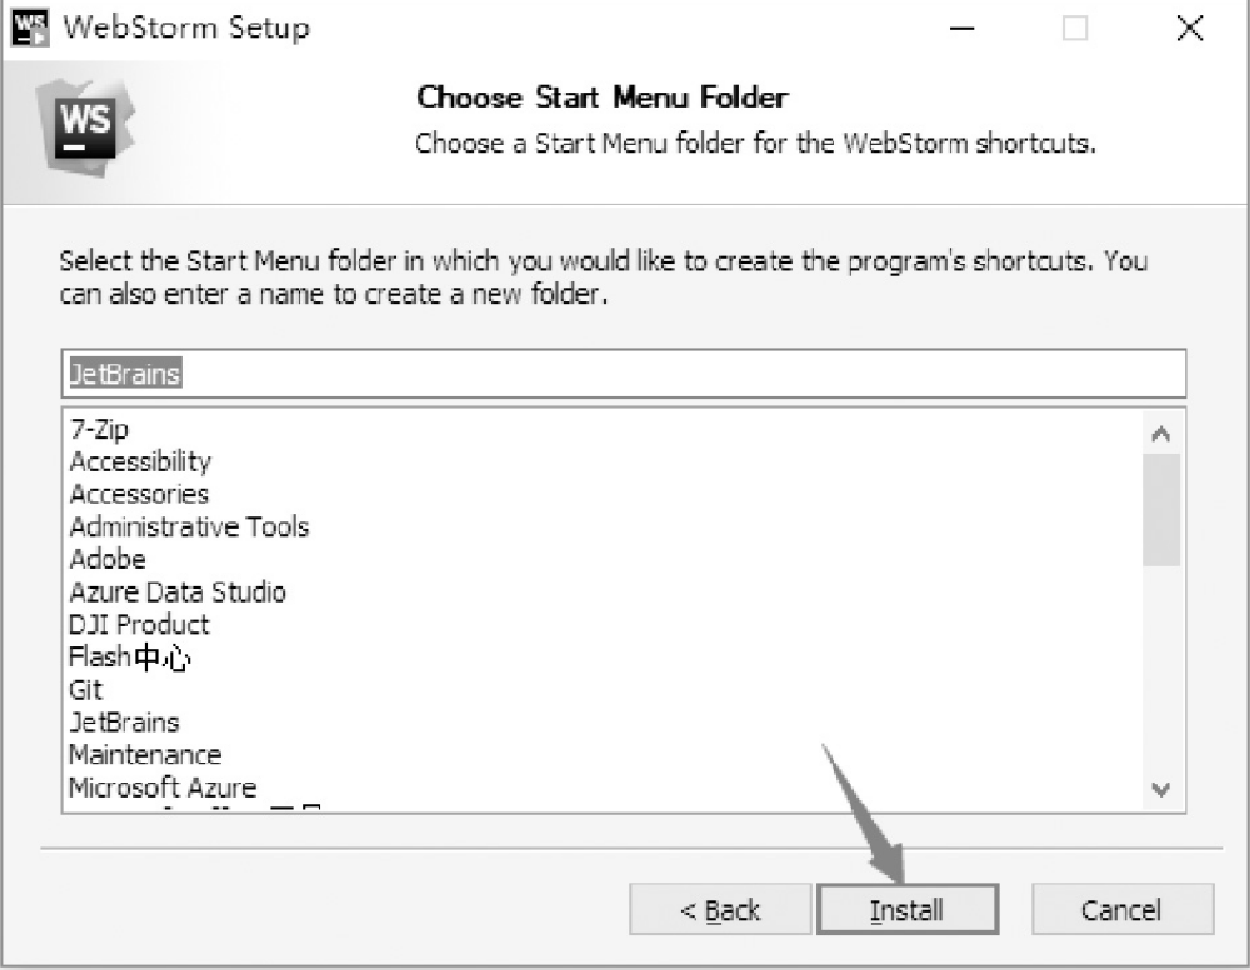 WebStorm Setup
WS
Choose Start Menu Folder
Choose a Start Menu folder for the WebStorm shortcuts.
Select the Start Menu folder in which you would like to create the program's shortcuts. You
can also enter a name to create a new folder.
JetBrains
7-Zip
Accessibility
Accessories
Administrative Tools
Adobe
Azure Data Studio
DJI Product
Flash中心
Git
JetBrains
Maintenance
Microsoft Azure
< Back
Install
Cancel